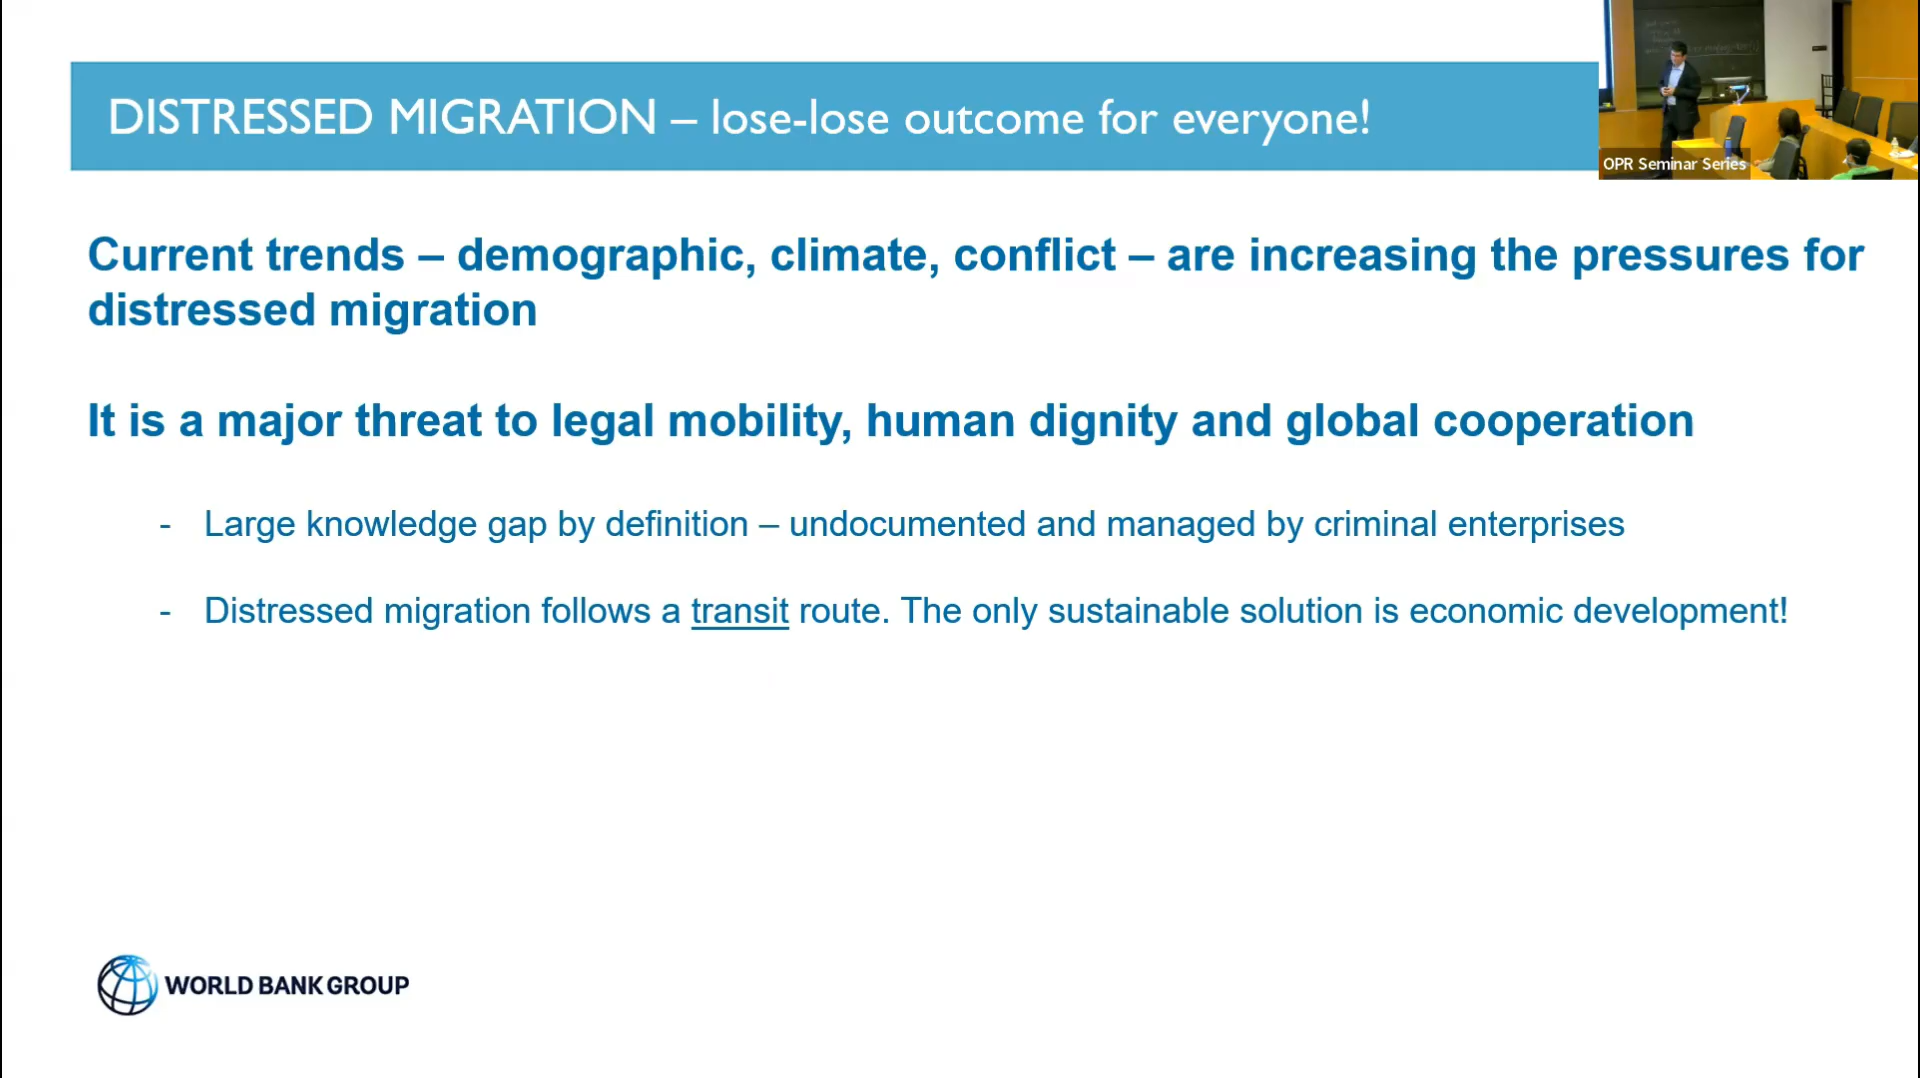 DISTRESSED MIGRATION – lose-lose outcome for everyone!
OPR Seminar Series
Current trends – demographic, climate, conflict – are increasing the pressures for
distressed migration
It is a major threat to legal mobility, human dignity and global cooperation
- Large knowledge gap by definition – undocumented and managed by criminal enterprises
- Distressed migration follows a transit route. The only sustainable solution is economic development!
WORLD BANK GROUP